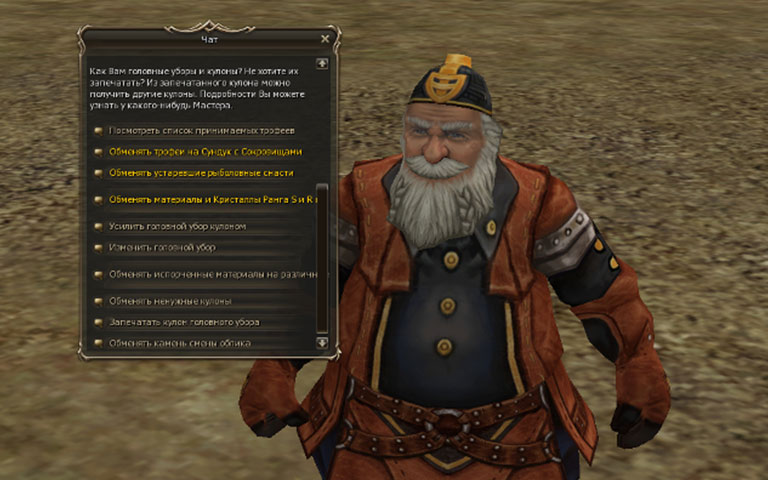 Чат
Как Вам головные уборы и кулоны? Не хотите их
запечатать? Из запечатанного кулона можно
получить другие кулоны. Подробности Вы можете
узнать у какого-нибудь Мастера.
Посмотреть список принимаемых трофеев
Обменять трофеи на Сундук с Сокровищами
Обменять устаревшие рыболовные снасти
Обменять материалы и Кристаллы Ранга S и R
Усилить головной убор кулоном
Изменить головной убор
Обменять испорченные материалы на различн
Обменять ненужные кулоны
Запечатать кулон головного убора
Обменять камень смены облика